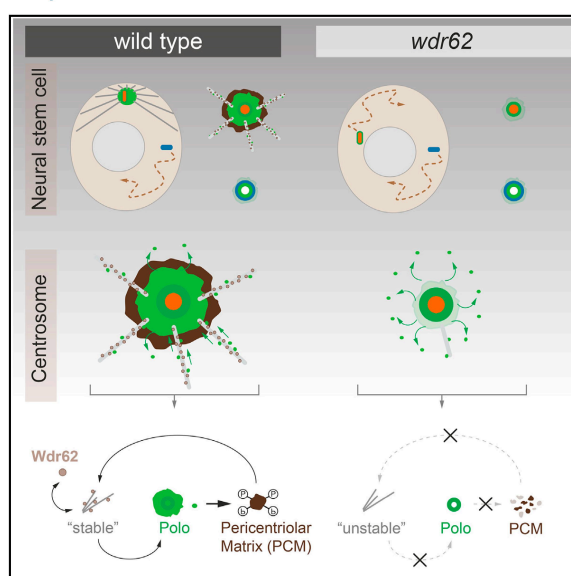 wild type
wdr62
Neural stem cell
Centrosome
Wdr62
"stable"
Polo
Pericentriolar
Matrix (PCM)
P P
P P
"unstable"
Polo
PCM